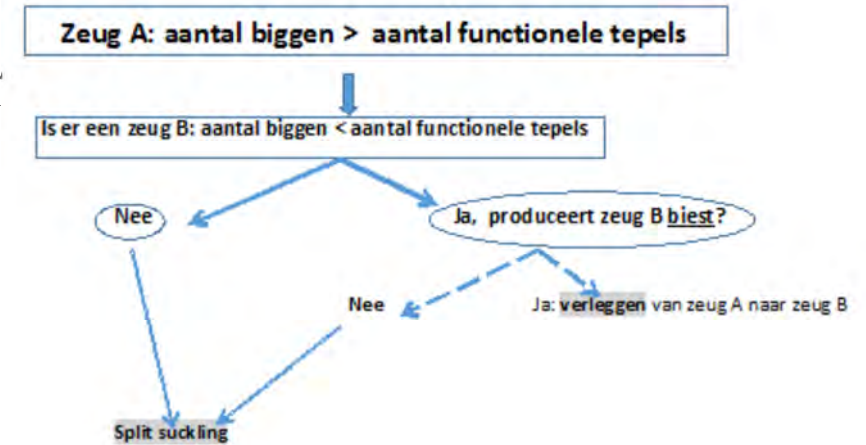 Zeug A: aantal biggen > aantal functionele tepels
Is er een zeug B: aantal biggen < aantal functionele tepels
Nee
Ja, produceert zeug B biest?
Nee
Ja: verleggen van zeug A naar zeug B
Split suckling